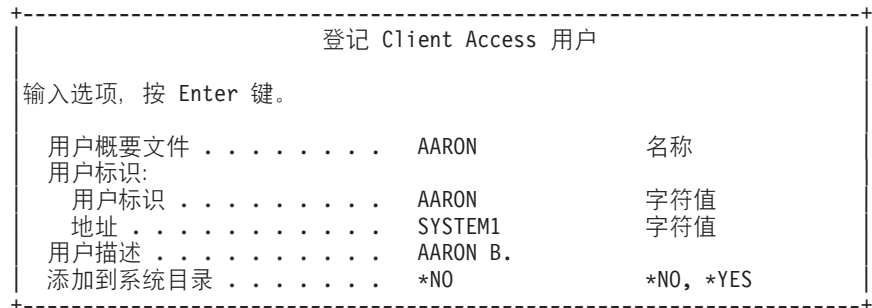 登记 Client Access 用户
输入选项, 按 Enter 键。
用户概要文件 . . . . . . . . AARON 名称
用户标识:
用户标识 . . . . . . . . . AARON 字符值
地址 . . . . . . . . . . . SYSTEM1 字符值
用户描述 . . . . . . . . . . AARON B.
添加到系统目录 . . . . . . . *NO *NO, *YES